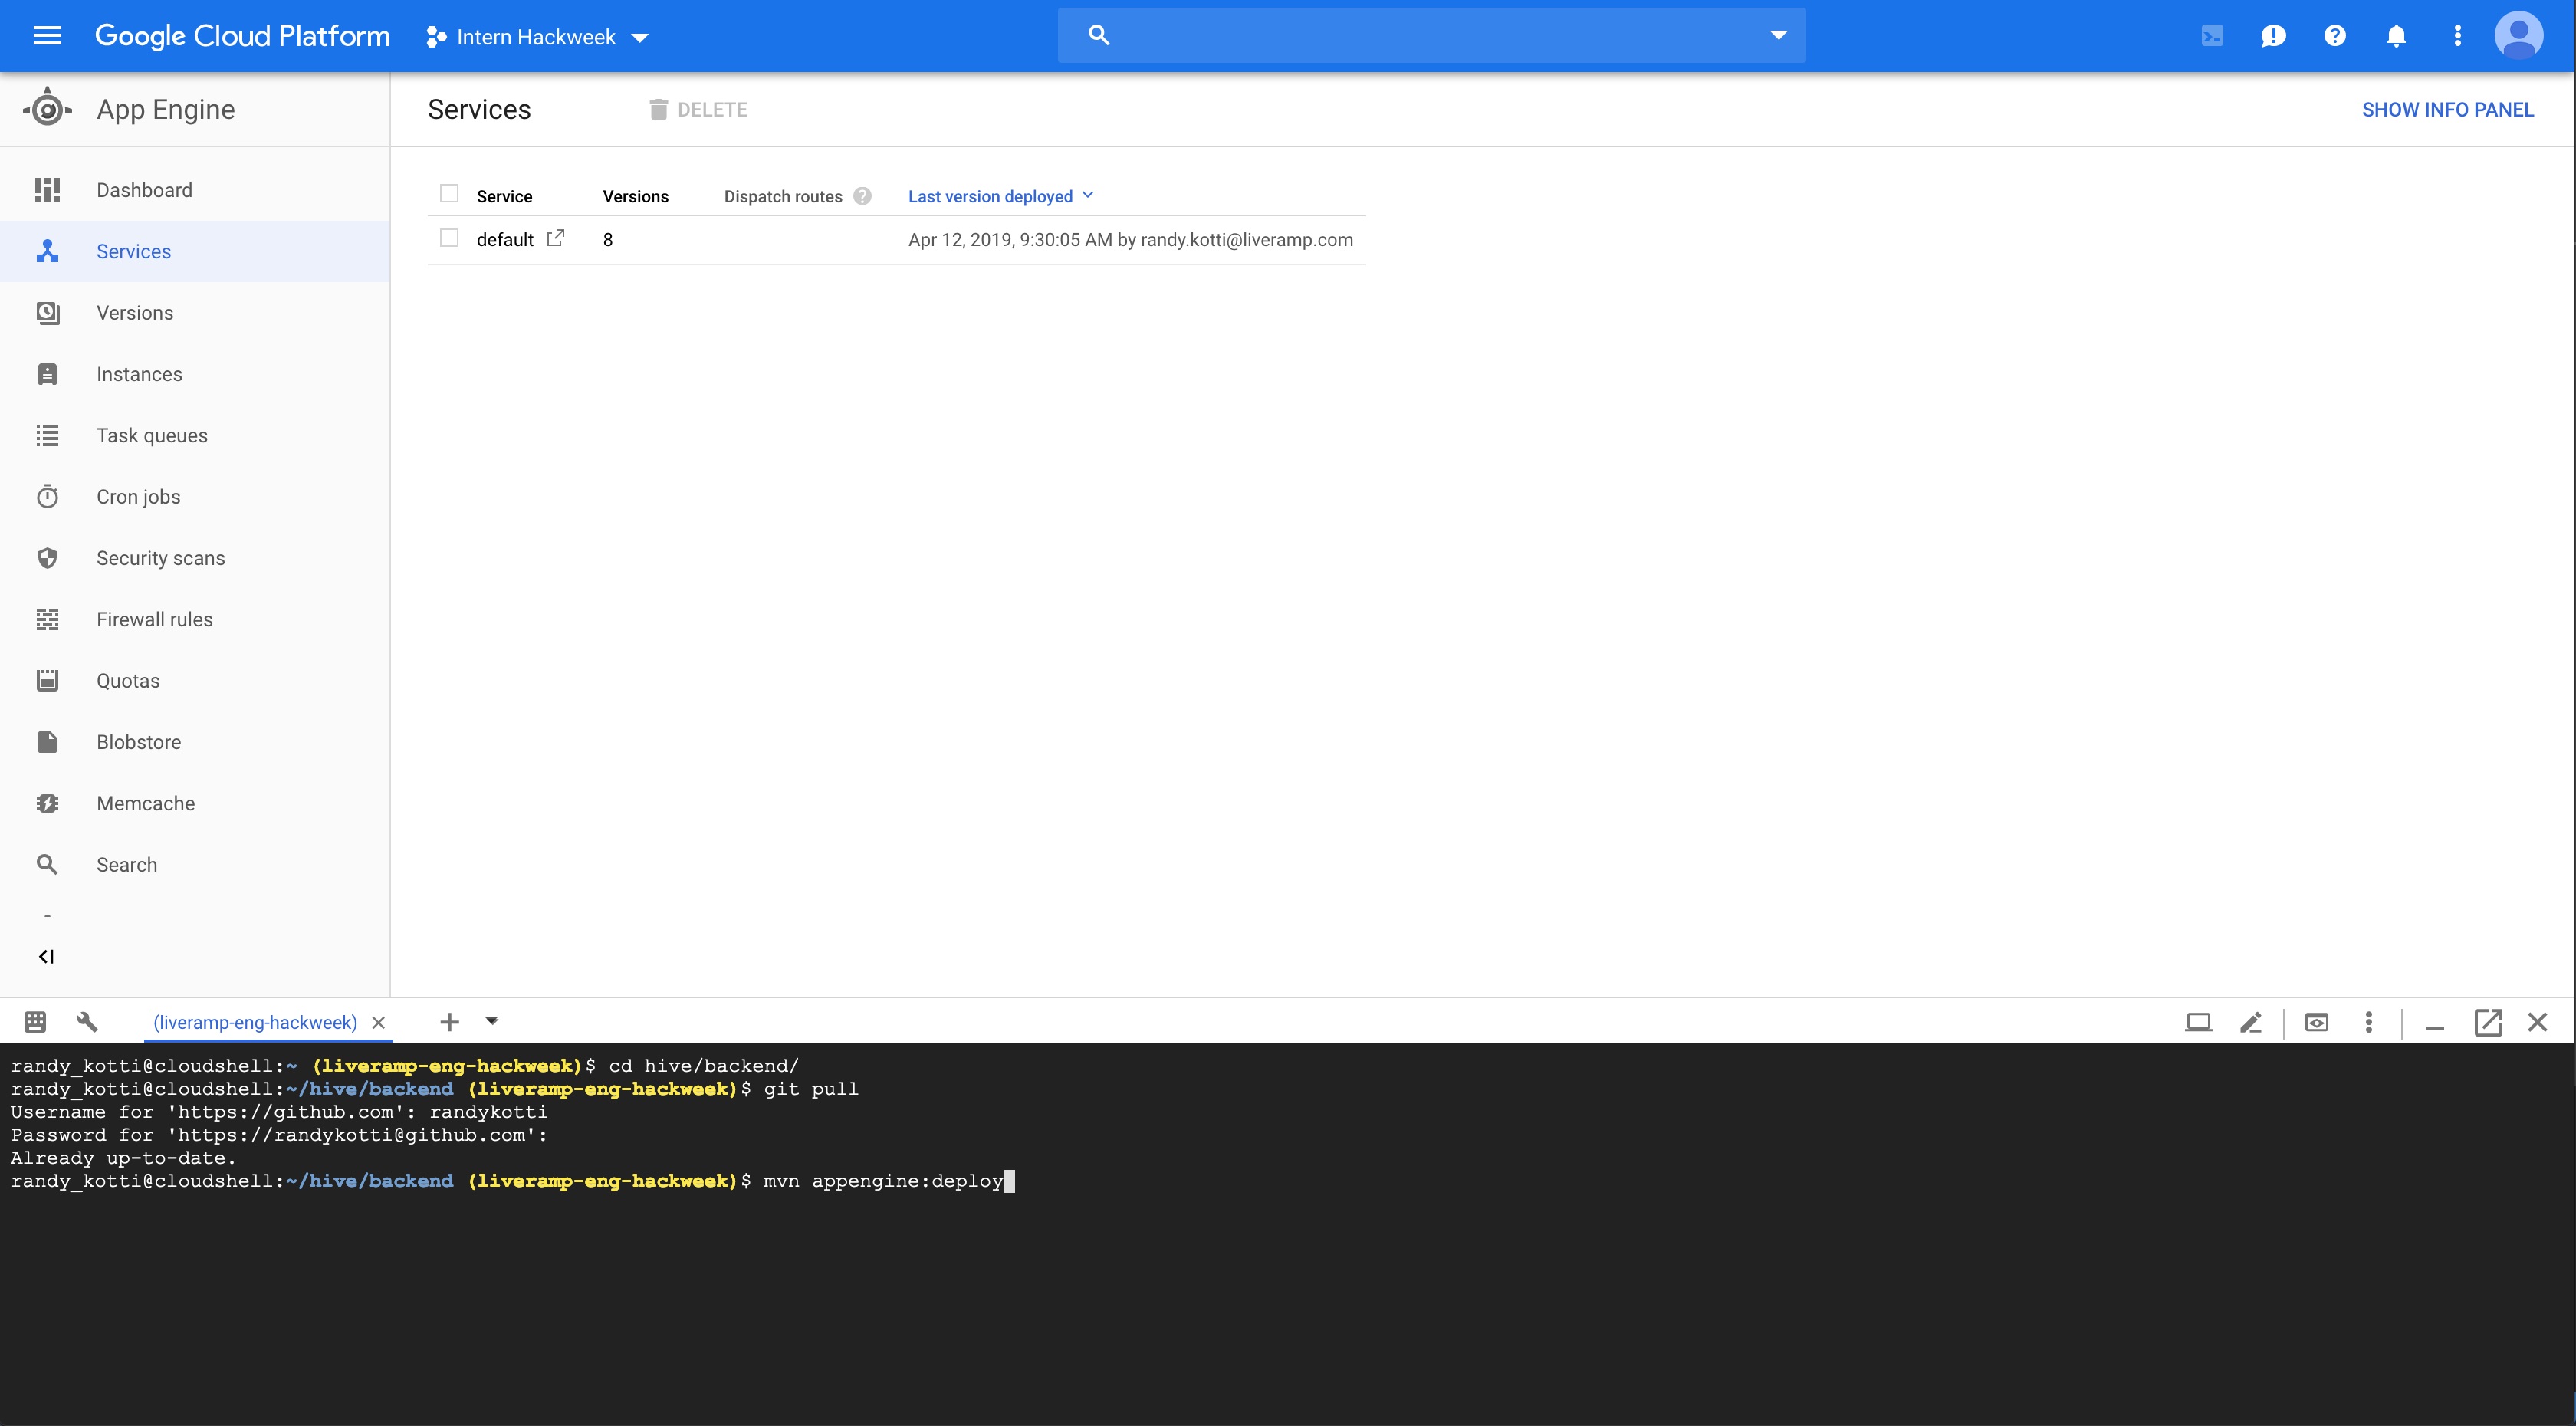 Google Cloud Platform Intern Hackweek
App Engine
Services DELETE SHOW INFO PANEL
Dashboard
Services
Versions
Instances
Task queues
Cron jobs
Security scans
Firewall rules
Quotas
Blobstore
Memcache
Search
Service Versions Dispatch routes ? Last version deployed
default 8 Apr 12, 2019, 9:30:05 AM by randy.kotti@liveramp.com
(liveramp-eng-hackweek)
randy_kotti@cloudshell:~ (liveramp-eng-hackweek)$ cd hive/backend/
randy_kotti@cloudshell:~/hive/backend (liveramp-eng-hackweek)$ git pull
Username for 'https://github.com': randykotti
Password for 'https://randykotti@github.com':
Already up-to-date.
randy_kotti@cloudshell:~/hive/backend (liveramp-eng-hackweek)$ mvn appengine:deploy